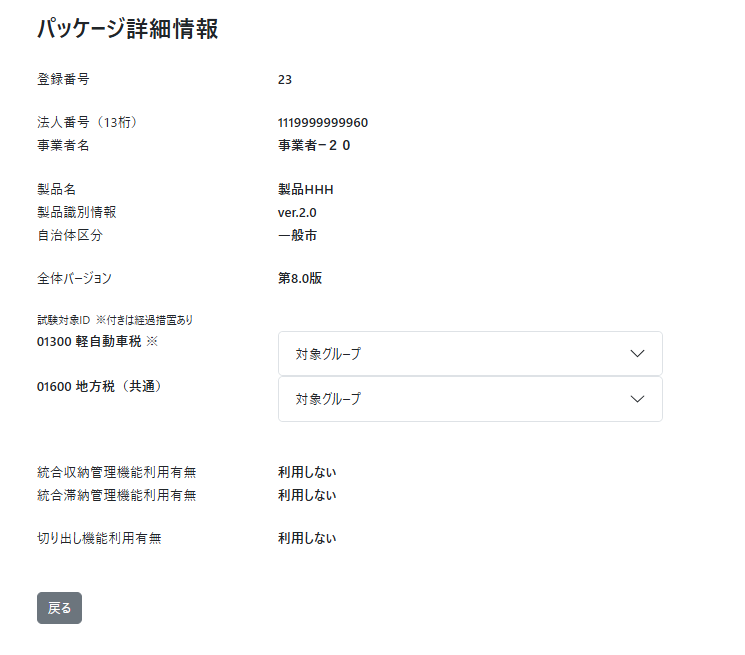 パッケージ詳細情報
登録番号 23
法人番号（13桁） 1119999999960
事業者名 事業者−２０
製品名 製品HHH
製品識別情報 ver.2.0
自治体区分 一般市
全体バージョン 第8.0版
試験対象ID ※付きは経過措置あり
01300 軽自動車税 ※
対象グループ
01600 地方税（共通）
対象グループ
統合収納管理機能利用有無 利用しない
統合滞納管理機能利用有無 利用しない
切り出し機能利用有無 利用しない
戻る